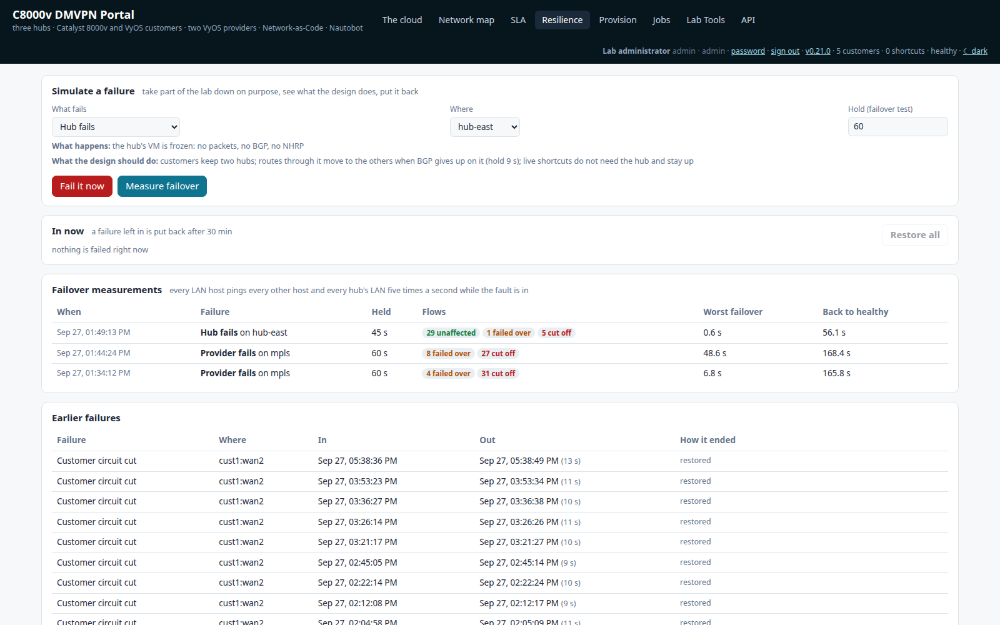 C8000v DMVPN Portal
three hubs · Catalyst 8000v and VyOS customers · two VyOS providers · Network-as-Code · Nautobot
The cloud Network map SLA Resilience Provision Jobs Lab Tools API
Lab administrator admin · admin · password · sign out · v0.21.0 · 5 customers · 0 shortcuts · healthy · ☾ dark
Simulate a failure take part of the lab down on purpose, see what the design does, put it back
What fails Where Hold (failover test)
Hub fails hub-east 60
What happens: the hub's VM is frozen: no packets, no BGP, no NHRP
What the design should do: customers keep two hubs; routes through it move to the others when BGP gives up on it (hold 9 s); live shortcuts do not need the hub and stay up
Fail it now Measure failover
In now a failure left in is put back after 30 min
Restore all
nothing is failed right now
Failover measurements every LAN host pings every other host and every hub's LAN five times a second while the fault is in
When Failure Held Flows Worst failover Back to healthy
Sep 27, 01:49:13 PM Hub fails on hub-east 45 s 29 unaffected 1 failed over 5 cut off 0.6 s 56.1 s
Sep 27, 01:44:24 PM Provider fails on mpls 60 s 8 failed over 27 cut off 48.6 s 168.4 s
Sep 27, 01:34:12 PM Provider fails on mpls 60 s 4 failed over 31 cut off 6.8 s 165.8 s
Earlier failures
Failure Where In Out How it ended
Customer circuit cut cust1:wan2 Sep 27, 05:38:36 PM Sep 27, 05:38:49 PM (13 s) restored
Customer circuit cut cust1:wan2 Sep 27, 03:53:23 PM Sep 27, 03:53:34 PM (11 s) restored
Customer circuit cut cust1:wan2 Sep 27, 03:36:27 PM Sep 27, 03:36:38 PM (10 s) restored
Customer circuit cut cust1:wan2 Sep 27, 03:26:14 PM Sep 27, 03:26:26 PM (11 s) restored
Customer circuit cut cust1:wan2 Sep 27, 03:21:17 PM Sep 27, 03:21:27 PM (10 s) restored
Customer circuit cut cust1:wan2 Sep 27, 02:45:05 PM Sep 27, 02:45:14 PM (9 s) restored
Customer circuit cut cust1:wan2 Sep 27, 02:22:14 PM Sep 27, 02:22:24 PM (10 s) restored
Customer circuit cut cust1:wan2 Sep 27, 02:12:08 PM Sep 27, 02:12:17 PM (9 s) restored
Customer circuit cut cust1:wan2 Sep 27, 02:04:58 PM Sep 27, 02:05:09 PM (11 s) restored